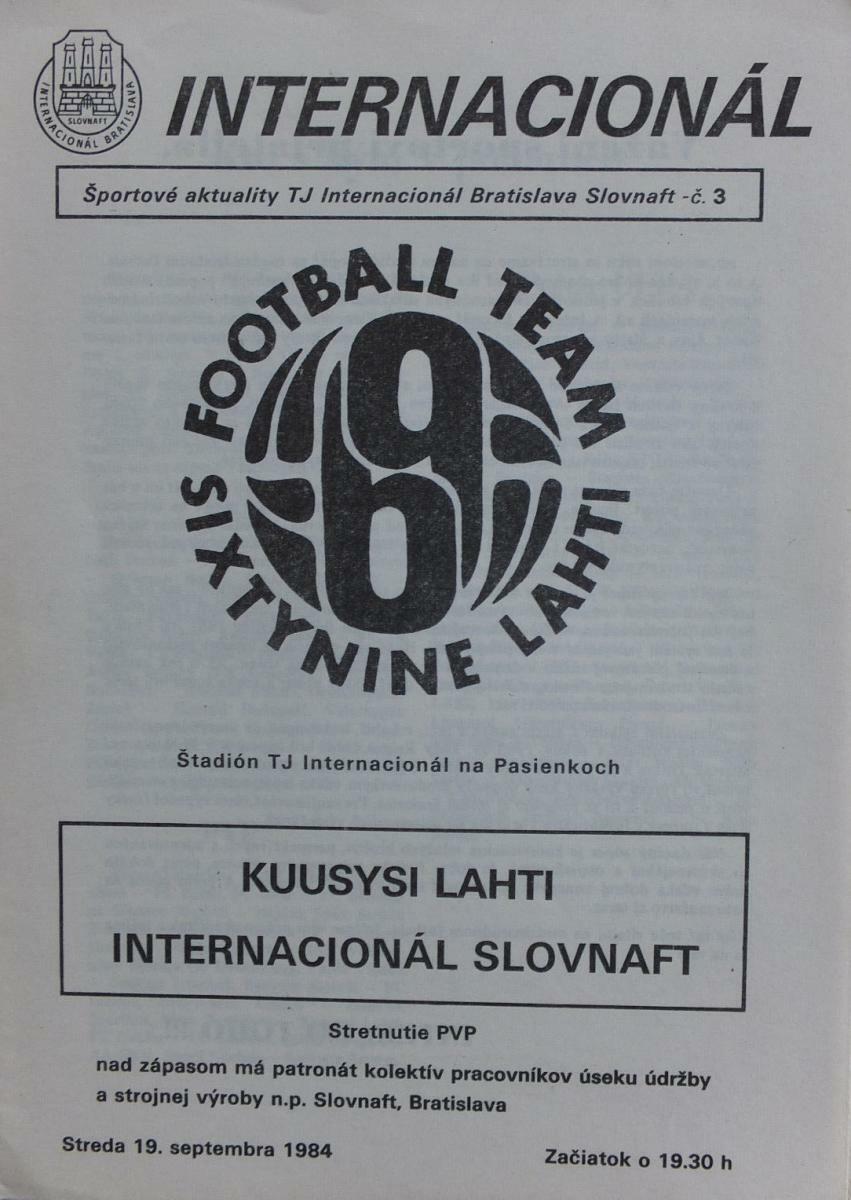 SLOVNAFT
INTERNACIONÁL BRATISLAVA
INTERNACIONÁL
Športové aktuality TJ Internacionál Bratislava Slovnaft -č. 3
FOOTBALL TEAM
69
SIXTYNINE LAHTI
Štadión TJ Internacionál na Pasienkoch
KUUSYSI LAHTI
INTERNACIONÁL SLOVNAFT
Stretnutie PVP
nad zápasom má patronát kolektív pracovníkov úseku údržby
a strojnej výroby n.p. Slovnaft, Bratislava
Streda 19. septembra 1984
Začiatok o 19.30 h